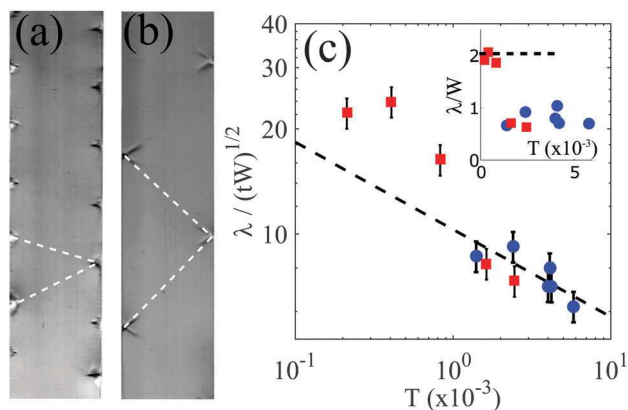 (a)
(b)
(c)
λ / (tW)^{1/2}
40
30
20
10
10^{-1}
10^{0}
10^{1}
T (x10^{-3})
λ/W
2
1
0
0
5
T (x10^{-3})